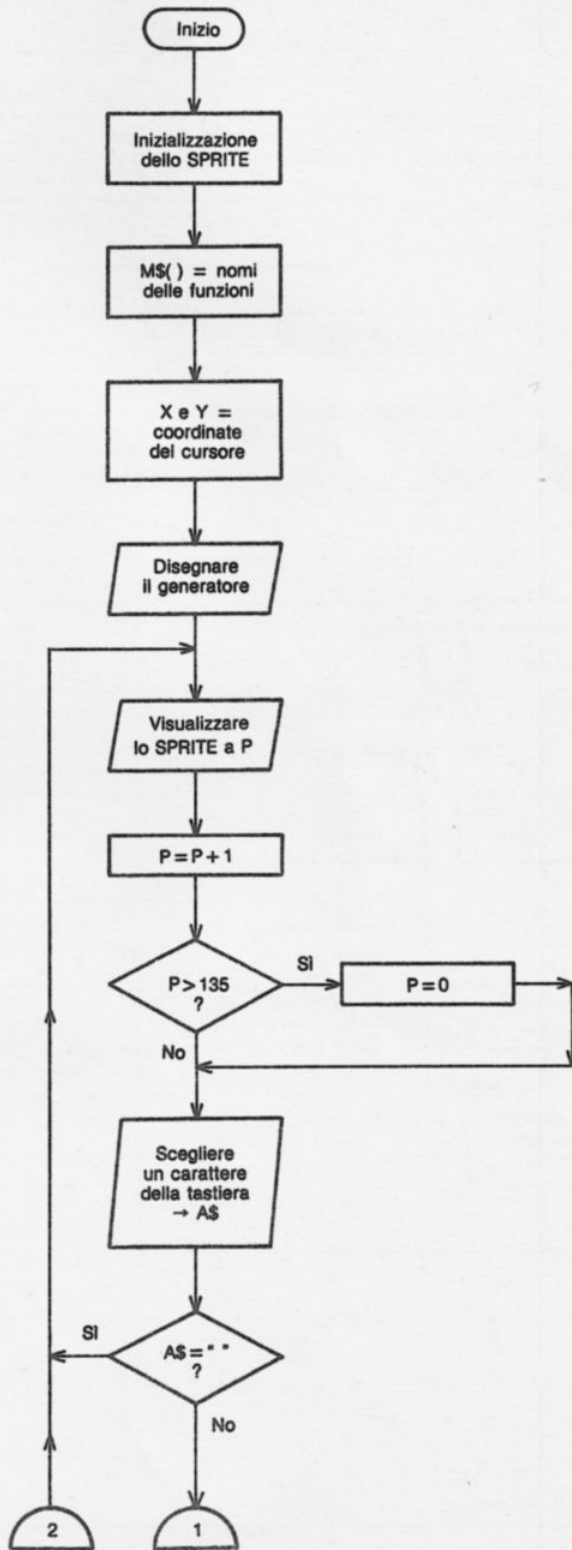 Inizio
Inizializzazione
dello SPRITE
M$( ) = nomi
delle funzioni
X e Y =
coordinate
del cursore
Disegnare
il generatore
Visualizzare
lo SPRITE a P
P = P + 1
P > 135
?
Sì
P = 0
No
Scegliere
un carattere
della tastiera
→ A$
Sì
A$ = " "
?
No
2
1